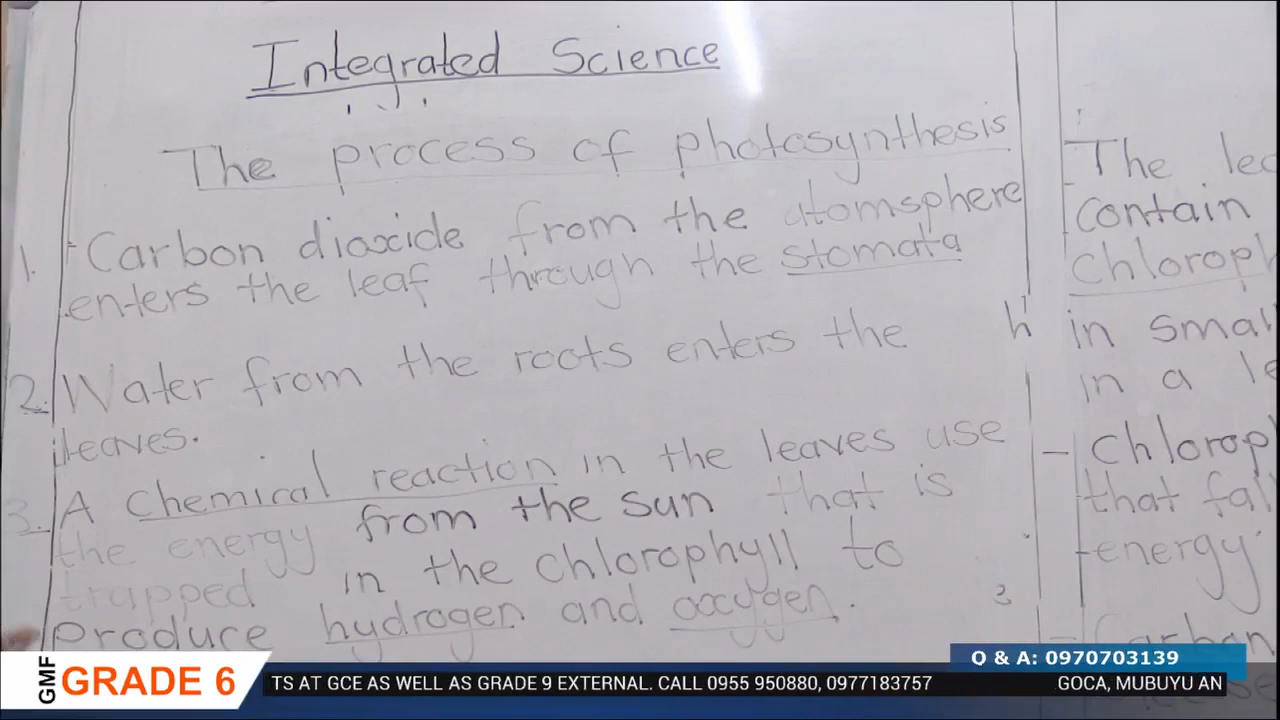 Integrated Science
The process of photosynthesis
1. - Carbon dioxide from the atomsphere
enters the leaf through the stomata
2. Water from the roots enters the
leaves.
3. A Chemical reaction in the leaves use
the energy from the sun that is
trapped in the chlorophyll to
produce hydrogen and oxygen.
The lea
contain
chloroph
h in smal
in a le
- Chlorop
that fal
energy
- Carbon
Q & A: 0970703139
GMF GRADE 6
TS AT GCE AS WELL AS GRADE 9 EXTERNAL. CALL 0955 950880, 0977183757
GOCA, MUBUYU AN